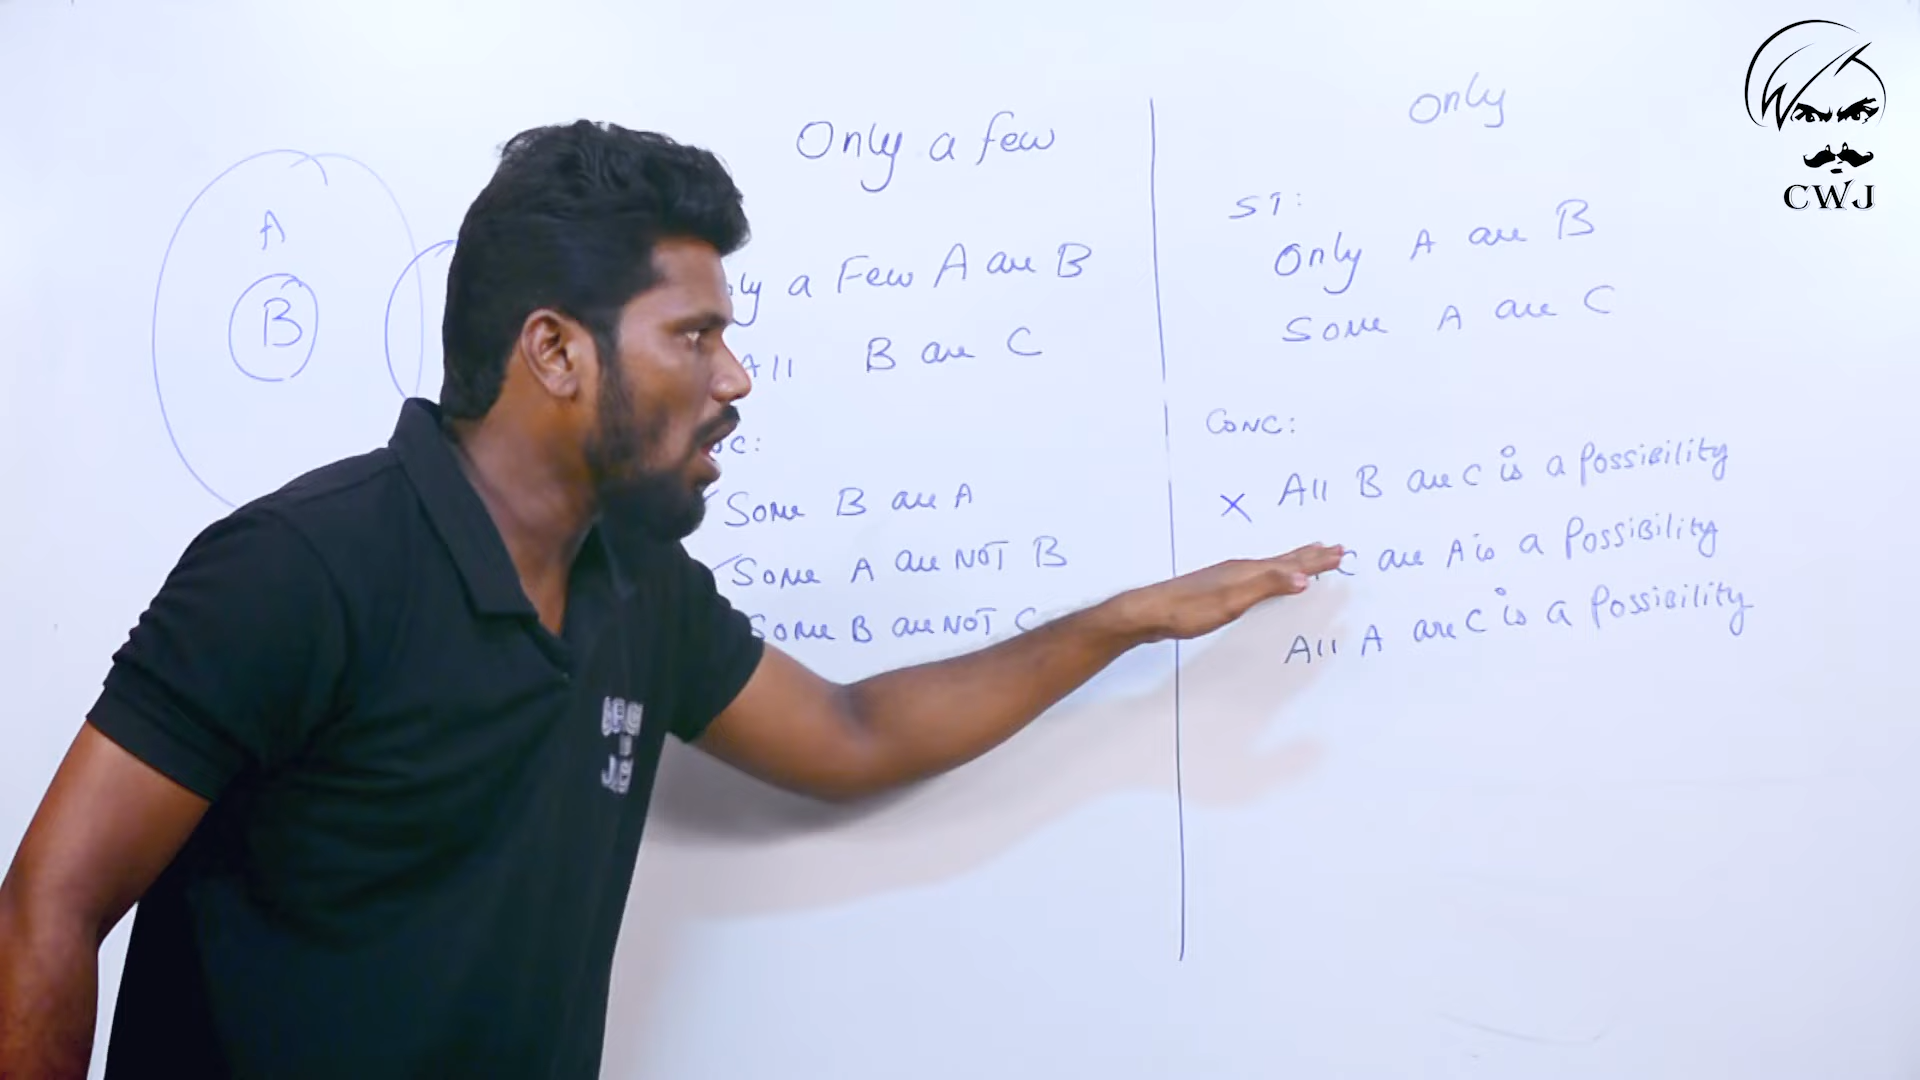 A
B
Only a few
a Few A are B
All B are C
Some B are A
Some A are NOT B
Some B are NOT C
Only
ST:
Only A are B
Some A are C
CONC:
X All B are C is a Possibility
C are A is a Possibility
All A are C is a Possibility
CWJ